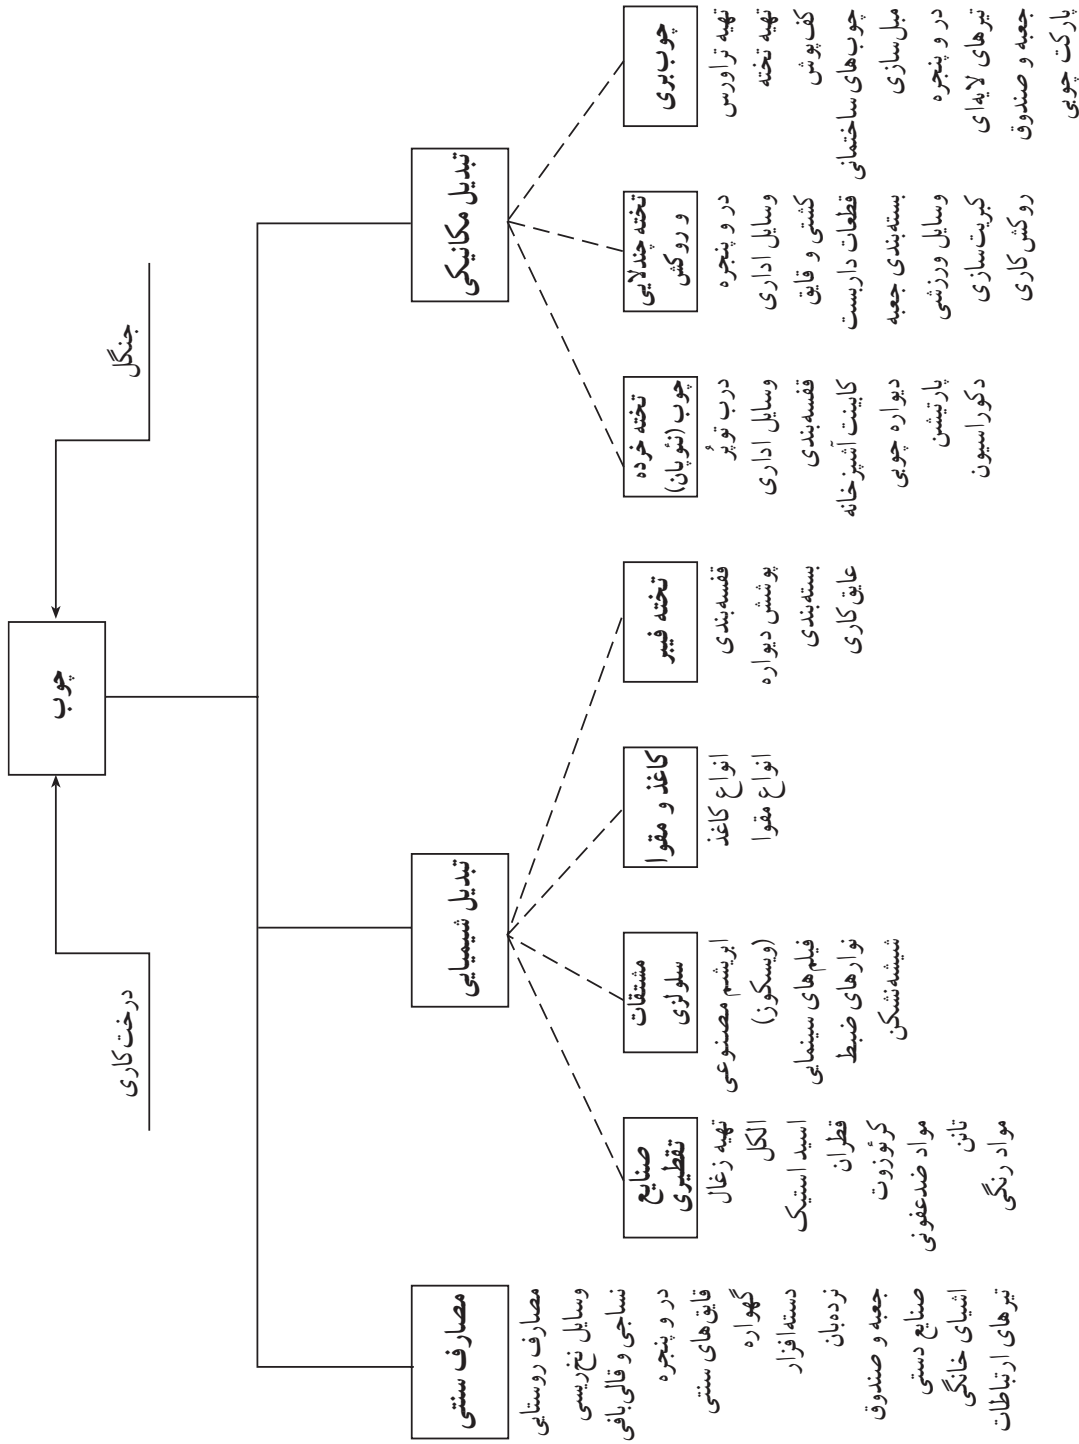 جنگل
درخت‌کاری
چوب
تبدیل مکانیکی
تبدیل شیمیایی
مصارف سنتی
چوب‌بری
تهیه تراورس
تهیه تخته
کف‌پوش
چوب‌های ساختمانی
مبل‌سازی
در و پنجره
تیرهای لایه‌ای
جعبه و صندوق
پارکت چوبی
تخته چندلایی
و روکش
در و پنجره
وسایل اداری
کشتی و قایق
قطعات داربست
بسته‌بندی جعبه
وسایل ورزشی
کبریت‌سازی
روکش‌کاری
تخته خرده
چوب (نئوپان)
درب توپُر
وسایل اداری
قفسه‌بندی
کابینت آشپزخانه
دیواره چوبی
پارتیشن
دکوراسیون
تخته فیبر
قفسه‌بندی
پوشش دیواره
بسته‌بندی
عایق‌کاری
کاغذ و مقوا
انواع کاغذ
انواع مقوا
مشتقات
سلولزی
ابریشم مصنوعی
(ویسکوز)
فیلم‌های سینمایی
نوارهای ضبط
شیشه نشکن
صنایع
تقطیری
تهیه زغال
الکل
اسید استیک
قطران
کرئوزوت
مواد ضدعفونی
تانن
مواد رنگی
مصارف روستایی
وسایل نخ‌ریسی
نساجی و قالی‌بافی
در و پنجره
قایق‌های سنتی
گهواره
دسته‌افزار
نرده‌بان
جعبه و صندوق
صنایع دستی
اشیای خانگی
تیرهای ارتباطات